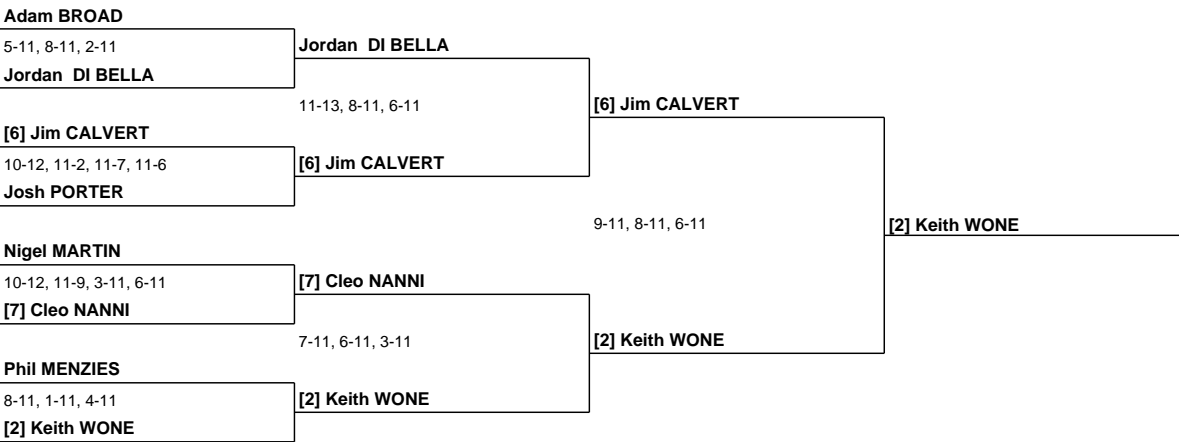 Adam BROAD
5-11, 8-11, 2-11
Jordan DI BELLA
Jordan DI BELLA
11-13, 8-11, 6-11
[6] Jim CALVERT
[6] Jim CALVERT
10-12, 11-2, 11-7, 11-6
[6] Jim CALVERT
Josh PORTER
9-11, 8-11, 6-11
[2] Keith WONE
Nigel MARTIN
10-12, 11-9, 3-11, 6-11
[7] Cleo NANNI
[7] Cleo NANNI
7-11, 6-11, 3-11
[2] Keith WONE
Phil MENZIES
8-11, 1-11, 4-11
[2] Keith WONE
[2] Keith WONE